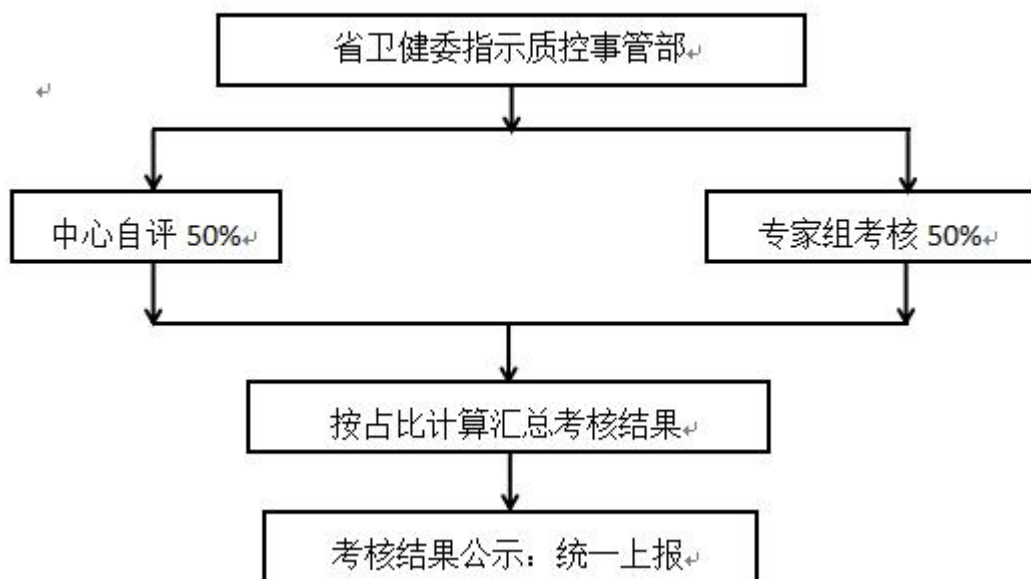 省卫健委指示质控事管部
中心自评 50%
专家组考核 50%
按占比计算汇总考核结果
考核结果公示：统一上报